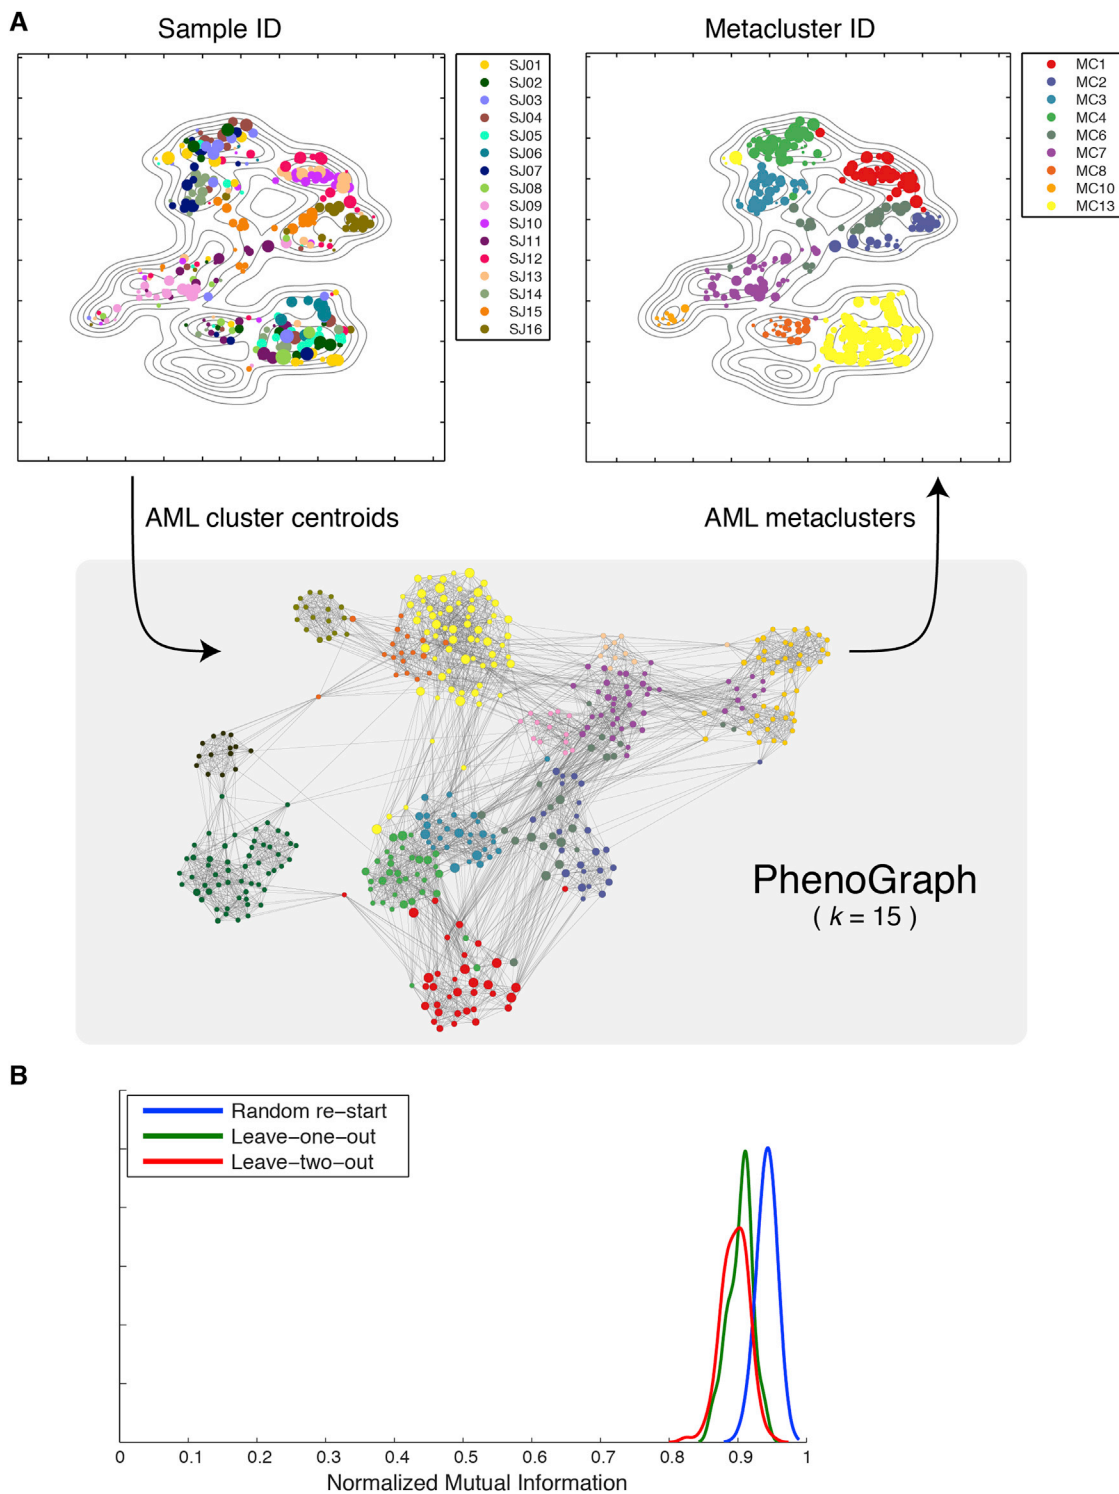 A
Sample ID
Metacluster ID
SJ01
SJ02
SJ03
SJ04
SJ05
SJ06
SJ07
SJ08
SJ09
SJ10
SJ11
SJ12
SJ13
SJ14
SJ15
SJ16
MC1
MC2
MC3
MC4
MC6
MC7
MC8
MC10
MC13
AML cluster centroids
AML metaclusters
PhenoGraph
( k = 15 )
B
Random re−start
Leave−one−out
Leave−two−out
0 0.1 0.2 0.3 0.4 0.5 0.6 0.7 0.8 0.9 1
Normalized Mutual Information